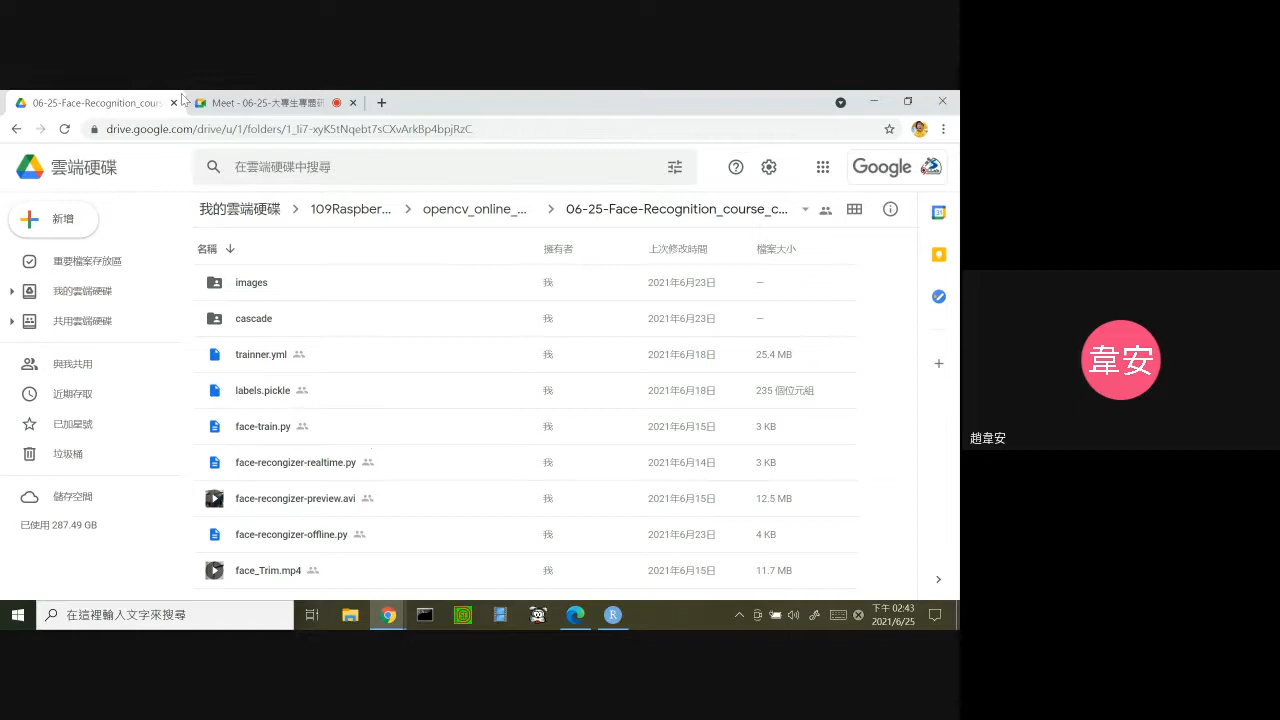 06-25-Face-Recognition_cours
Meet - 06-25-大專生專題研
drive.google.com/drive/u/1/folders/1_Ii7-xyK5tNqebt7sCXvArkBp4bpjRzC
雲端硬碟
在雲端硬碟中搜尋
Google
新增
我的雲端硬碟
109Raspber...
opencv_online_...
06-25-Face-Recognition_course_c...
名稱
擁有者
上次修改時間
檔案大小
重要檔案存放區
我的雲端硬碟
共用雲端硬碟
與我共用
近期存取
已加星號
垃圾桶
儲存空間
已使用 287.49 GB
images 我 2021年6月23日 —
cascade 我 2021年6月23日 —
trainner.yml 我 2021年6月18日 25.4 MB
labels.pickle 我 2021年6月18日 235 個位元組
face-train.py 我 2021年6月15日 3 KB
face-recongizer-realtime.py 我 2021年6月14日 3 KB
face-recongizer-preview.avi 我 2021年6月15日 12.5 MB
face-recongizer-offline.py 我 2021年6月23日 4 KB
face_Trim.mp4 我 2021年6月15日 11.7 MB
31
韋安
趙韋安
在這裡輸入文字來搜尋
R
下午 02:43
2021/6/25